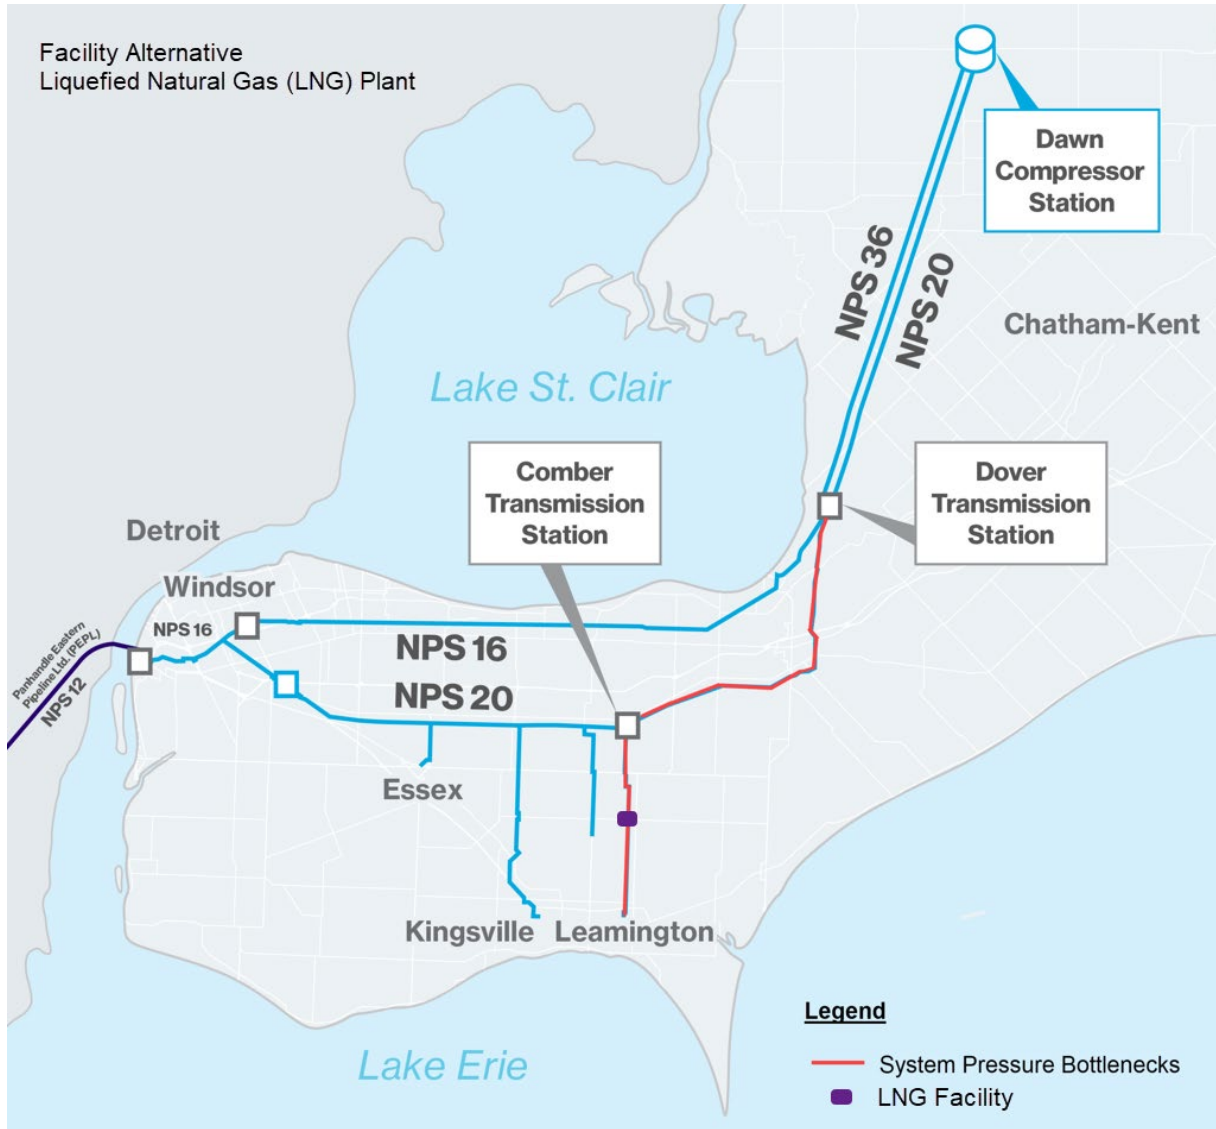 Facility Alternative
Liquefied Natural Gas (LNG) Plant
Dawn
Compressor
Station
NPS 36
NPS 20
Chatham-Kent
Lake St. Clair
Comber
Transmission
Station
Dover
Transmission
Station
Detroit
Windsor
NPS 16
Panhandle Eastern
Pipeline Ltd. (PEPL)
NPS 12
NPS 16
NPS 20
Essex
Kingsville
Leamington
Lake Erie
Legend
System Pressure Bottlenecks
LNG Facility